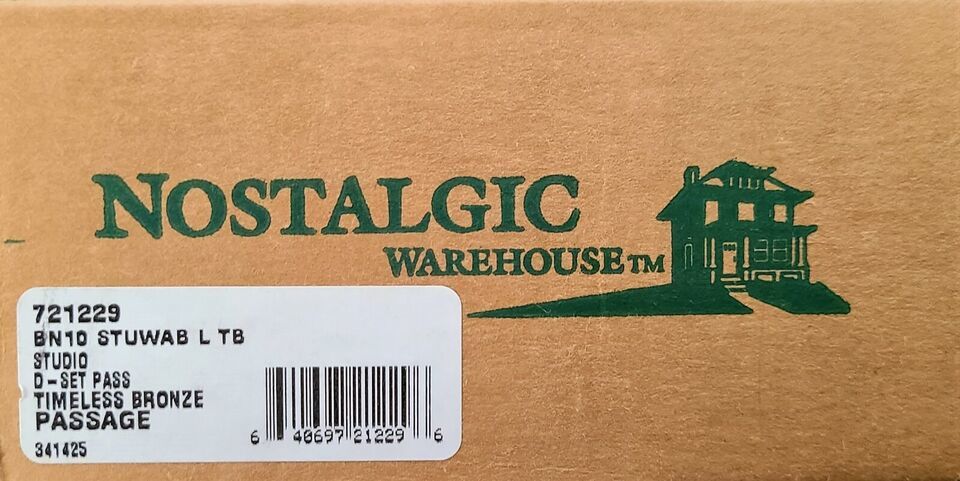 NOSTALGIC
WAREHOUSE™
721229
BN10 STUWAB L TB
STUDIO
D-SET PASS
TIMELESS BRONZE
PASSAGE
341425
6 40697 21229 6